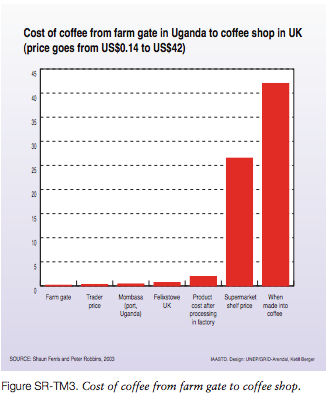 Cost of coffee from farm gate in Uganda to coffee shop in UK
(price goes from US$0.14 to US$42)
45
40
35
30
25
20
15
10
5
0
Farm gate
Trader
price
Mombasa
(port,
Uganda)
Felixstowe
UK
Product
cost after
processing
in factory
Supermarket
shelf price
When
made into
coffee
SOURCE: Shaun Ferris and Peter Robbins, 2003
IAASTD, Design: UNEP/GRID-Arendal, Ketill Berger
Figure SR-TM3. Cost of coffee from farm gate to coffee shop.